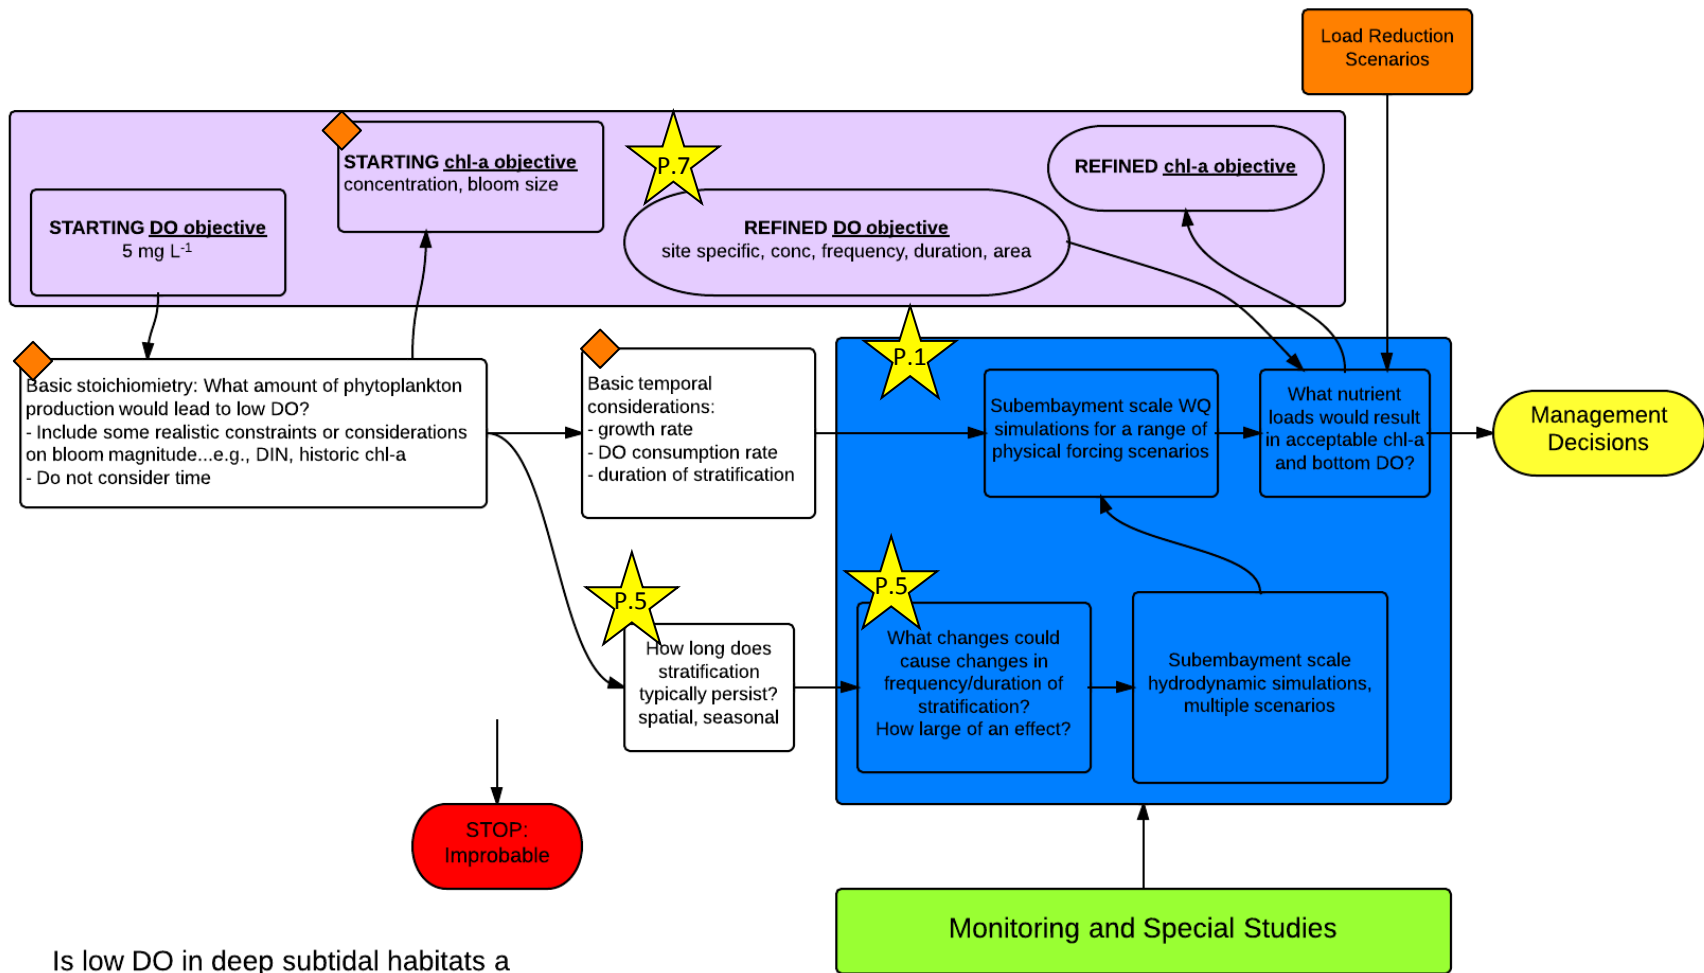 Load Reduction
Scenarios
P.7
STARTING chl-a objective
concentration, bloom size
REFINED chl-a objective
STARTING DO objective
5 mg L-1
REFINED DO objective
site specific, conc, frequency, duration, area
P.1
Basic stoichiometry: What amount of phytoplankton
production would lead to low DO?
- Include some realistic constraints or considerations
on bloom magnitude...e.g., DIN, historic chl-a
- Do not consider time
Basic temporal
considerations:
- growth rate
- DO consumption rate
- duration of stratification
Subembayment scale WQ
simulations for a range of
physical forcing scenarios
What nutrient
loads would result
in acceptable chl-a
and bottom DO?
Management
Decisions
P.5
How long does
stratification
typically persist?
spatial, seasonal
P.5
What changes could
cause changes in
frequency/duration of
stratification?
How large of an effect?
Subembayment scale
hydrodynamic simulations,
multiple scenarios
STOP:
Improbable
Monitoring and Special Studies
Is low DO in deep subtidal habitats a